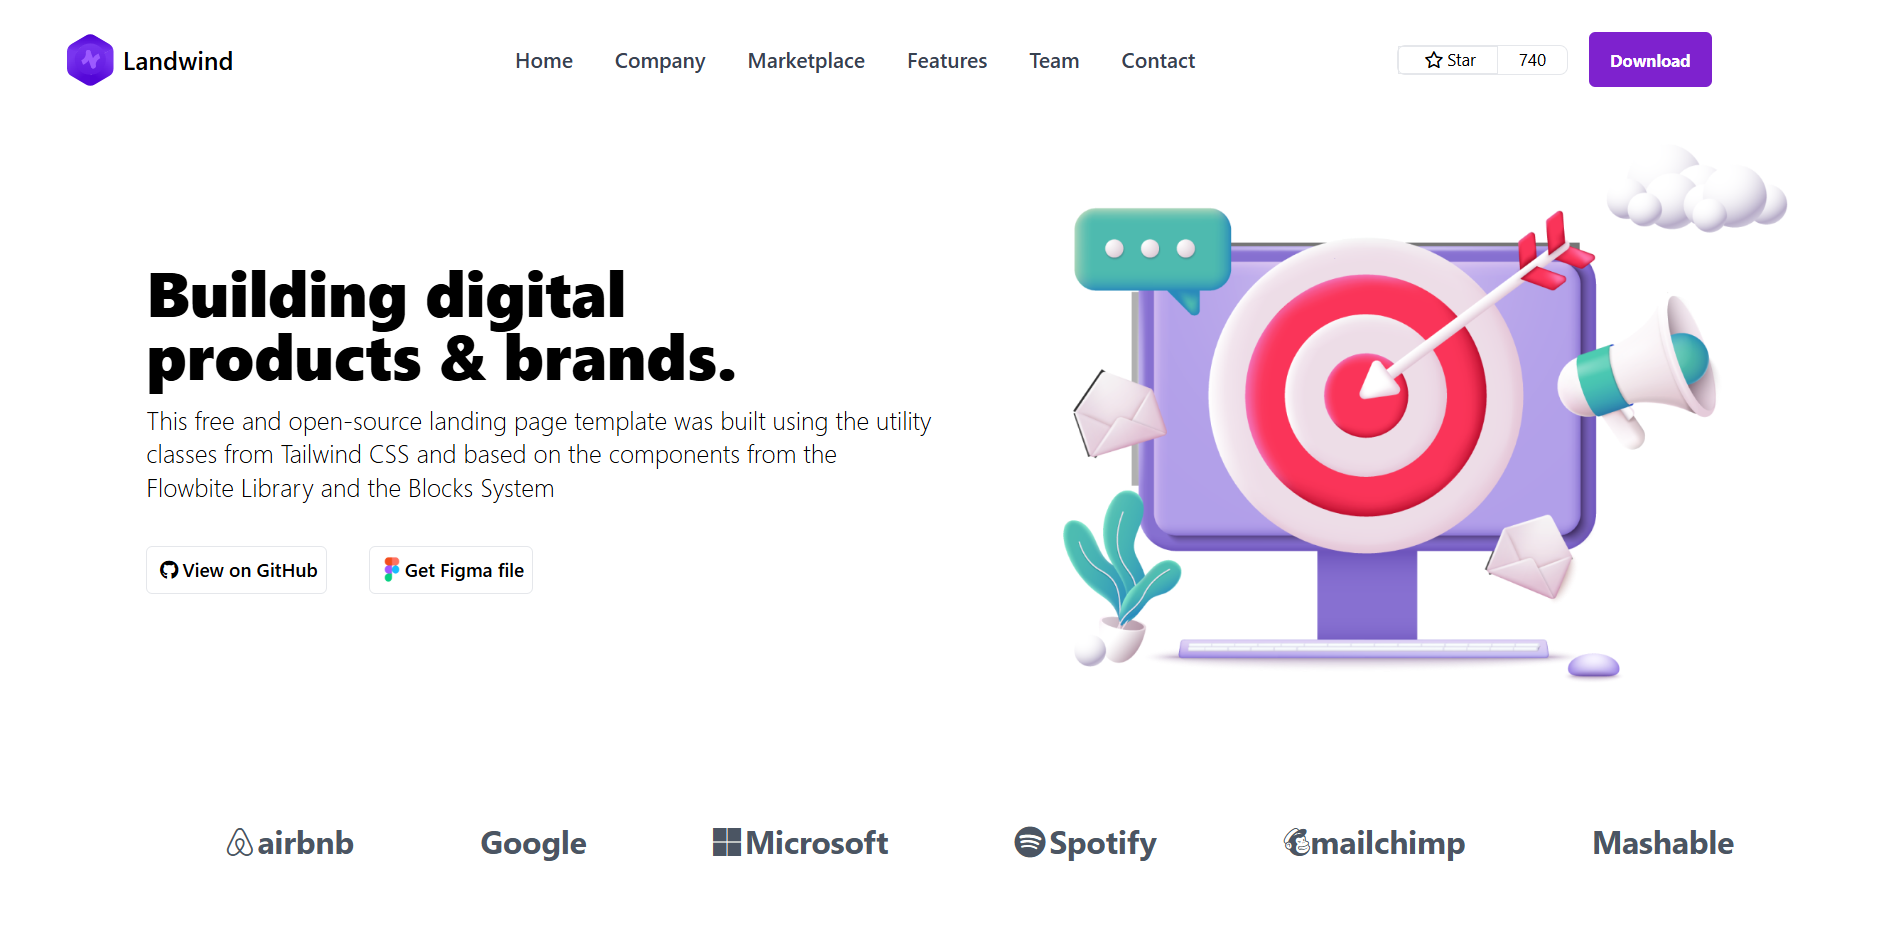 Landwind
Home Company Marketplace Features Team Contact
Star 740
Download
Building digital
products & brands.
This free and open-source landing page template was built using the utility
classes from Tailwind CSS and based on the components from the
Flowbite Library and the Blocks System
View on GitHub
Get Figma file
airbnb Google Microsoft Spotify mailchimp Mashable